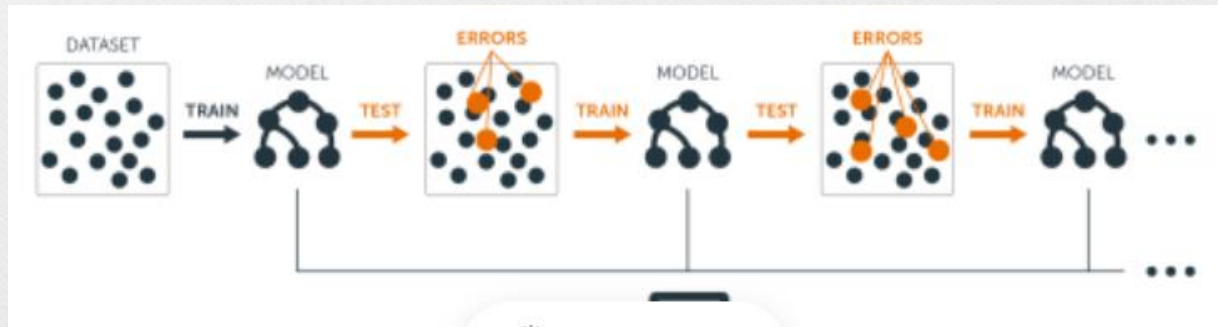 DATASET
MODEL
TRAIN
TEST
ERRORS
TRAIN
MODEL
TEST
ERRORS
TRAIN
MODEL